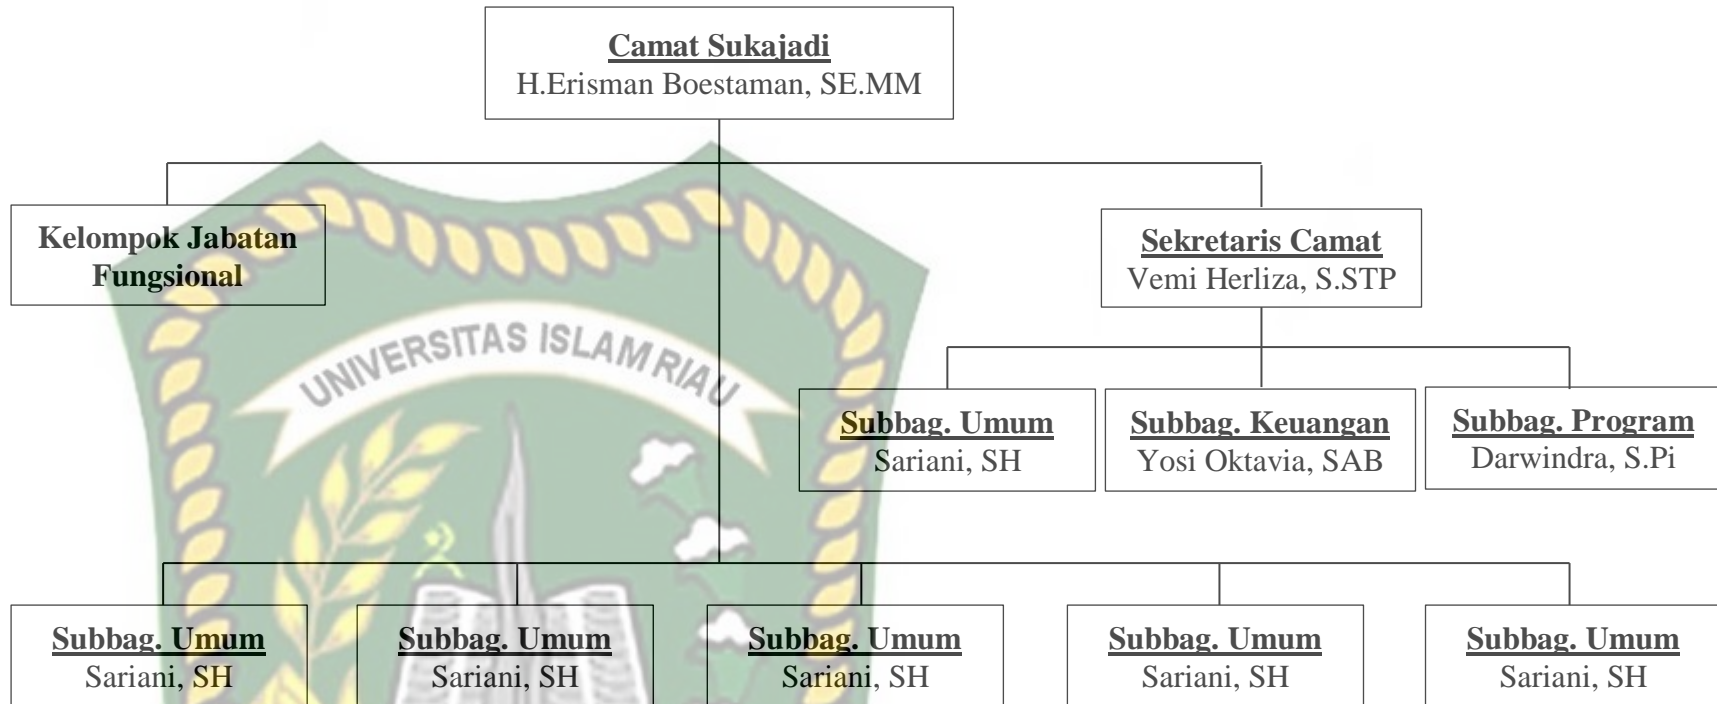 Camat Sukajadi
H.Erisman Boestaman, SE.MM
Kelompok Jabatan
Fungsional
Sekretaris Camat
Vemi Herliza, S.STP
UNIVERSITAS ISLAM RIAU
Subbag. Umum
Sariani, SH
Subbag. Keuangan
Yosi Oktavia, SAB
Subbag. Program
Darwindra, S.Pi
Subbag. Umum
Sariani, SH
Subbag. Umum
Sariani, SH
Subbag. Umum
Sariani, SH
Subbag. Umum
Sariani, SH
Subbag. Umum
Sariani, SH